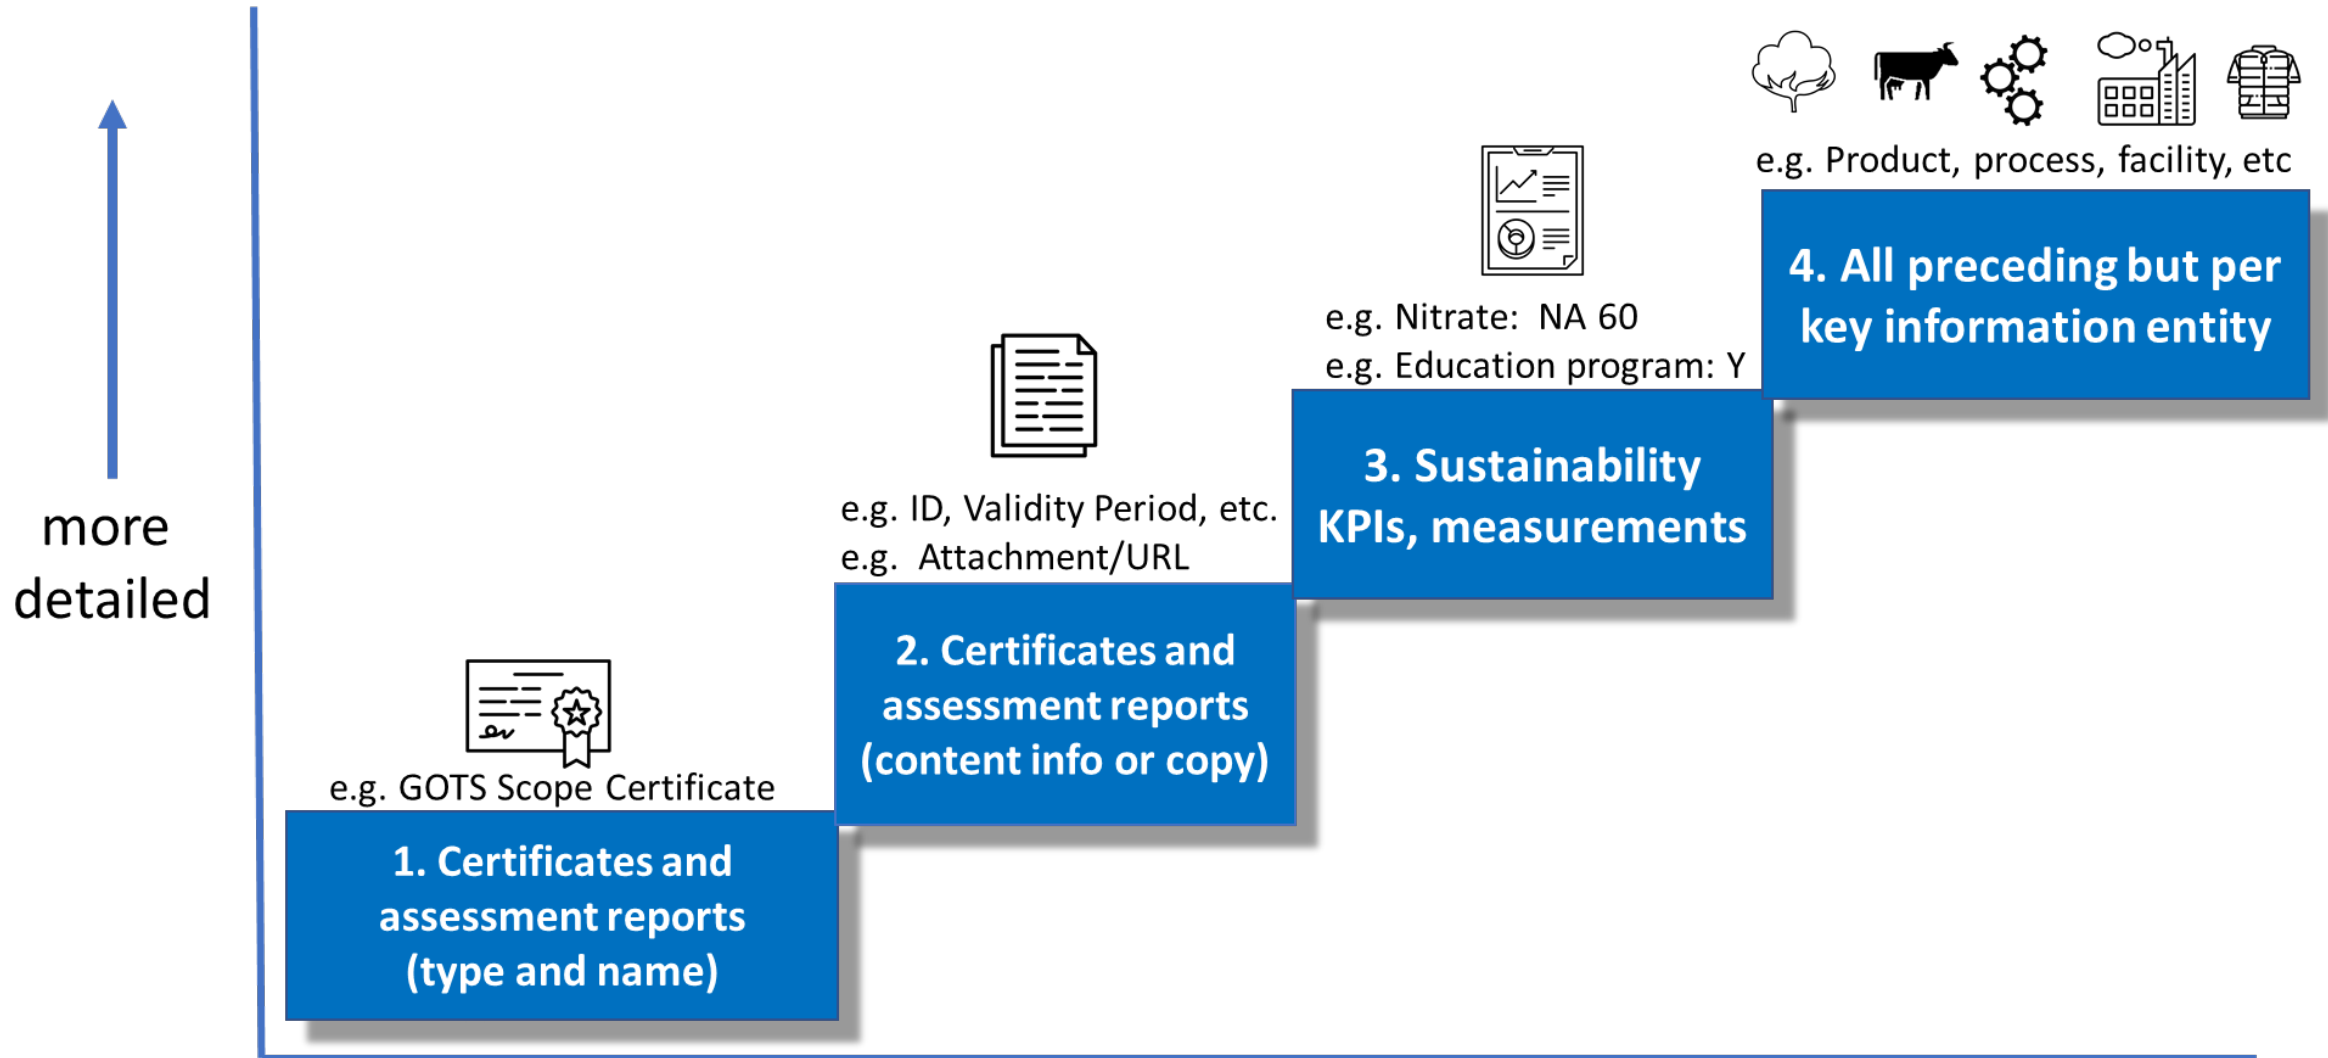 more
detailed
e.g. GOTS Scope Certificate
1. Certificates and
assessment reports
(type and name)
e.g. ID, Validity Period, etc.
e.g. Attachment/URL
2. Certificates and
assessment reports
(content info or copy)
e.g. Nitrate: NA 60
e.g. Education program: Y
3. Sustainability
KPIs, measurements
e.g. Product, process, facility, etc
4. All preceding but per
key information entity